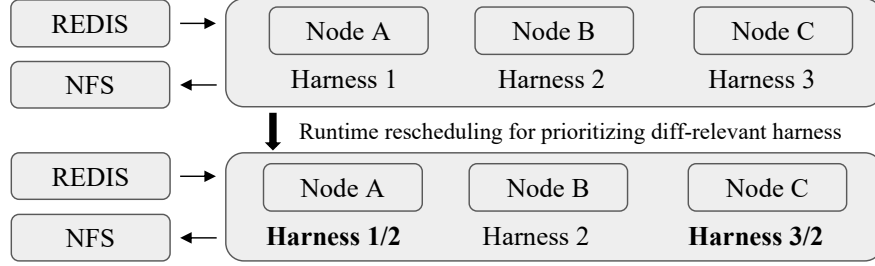 REDIS
Node A Node B Node C
NFS
Harness 1 Harness 2 Harness 3
Runtime rescheduling for prioritizing diff-relevant harness
REDIS
Node A Node B Node C
NFS
Harness 1/2 Harness 2 Harness 3/2